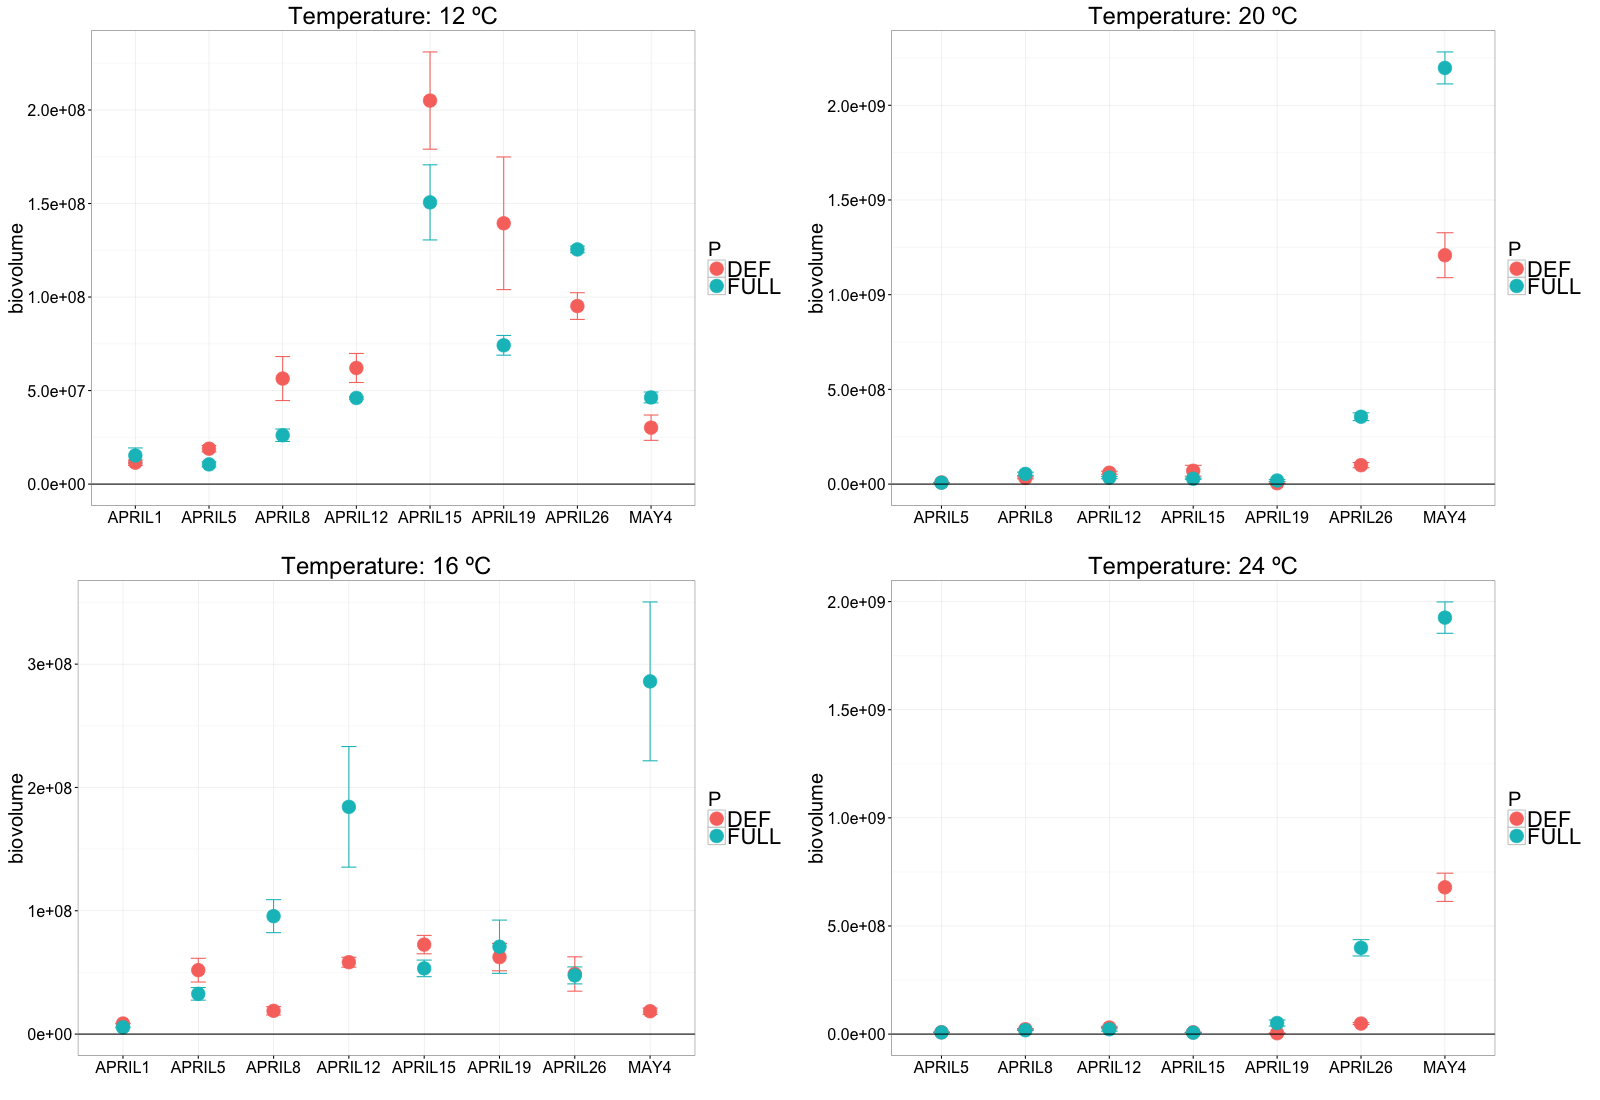 Temperature: 12 ºC
biovolume
2.0e+08
1.5e+08
1.0e+08
5.0e+07
0.0e+00
APRIL1 APRIL5 APRIL8 APRIL12 APRIL15 APRIL19 APRIL26 MAY4
P
DEF
FULL
Temperature: 20 ºC
biovolume
2.0e+09
1.5e+09
1.0e+09
5.0e+08
0.0e+00
APRIL5 APRIL8 APRIL12 APRIL15 APRIL19 APRIL26 MAY4
P
DEF
FULL
Temperature: 16 ºC
biovolume
3e+08
2e+08
1e+08
0e+00
APRIL1 APRIL5 APRIL8 APRIL12 APRIL15 APRIL19 APRIL26 MAY4
P
DEF
FULL
Temperature: 24 ºC
biovolume
2.0e+09
1.5e+09
1.0e+09
5.0e+08
0.0e+00
APRIL5 APRIL8 APRIL12 APRIL15 APRIL19 APRIL26 MAY4
P
DEF
FULL